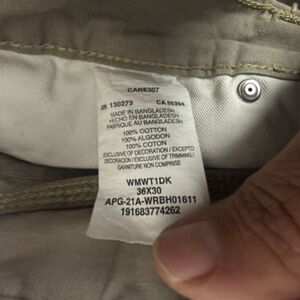 CARE307
RN 130273 CA 56394
MADE IN BANGLADESH
HECHO EN BANGLADESH
FABRIQUE AU BANGLADESH
100% COTTON
100% ALGODON
100% COTON
EXCLUSIVE OF DECORATION / EXCEPTO
DECORACION / EXCLUSIVE OF TRIMMING /
GARNITURE NON COMPRISE
WMWT1DK
36X30
APG-21A-WRBH01611
191683774262